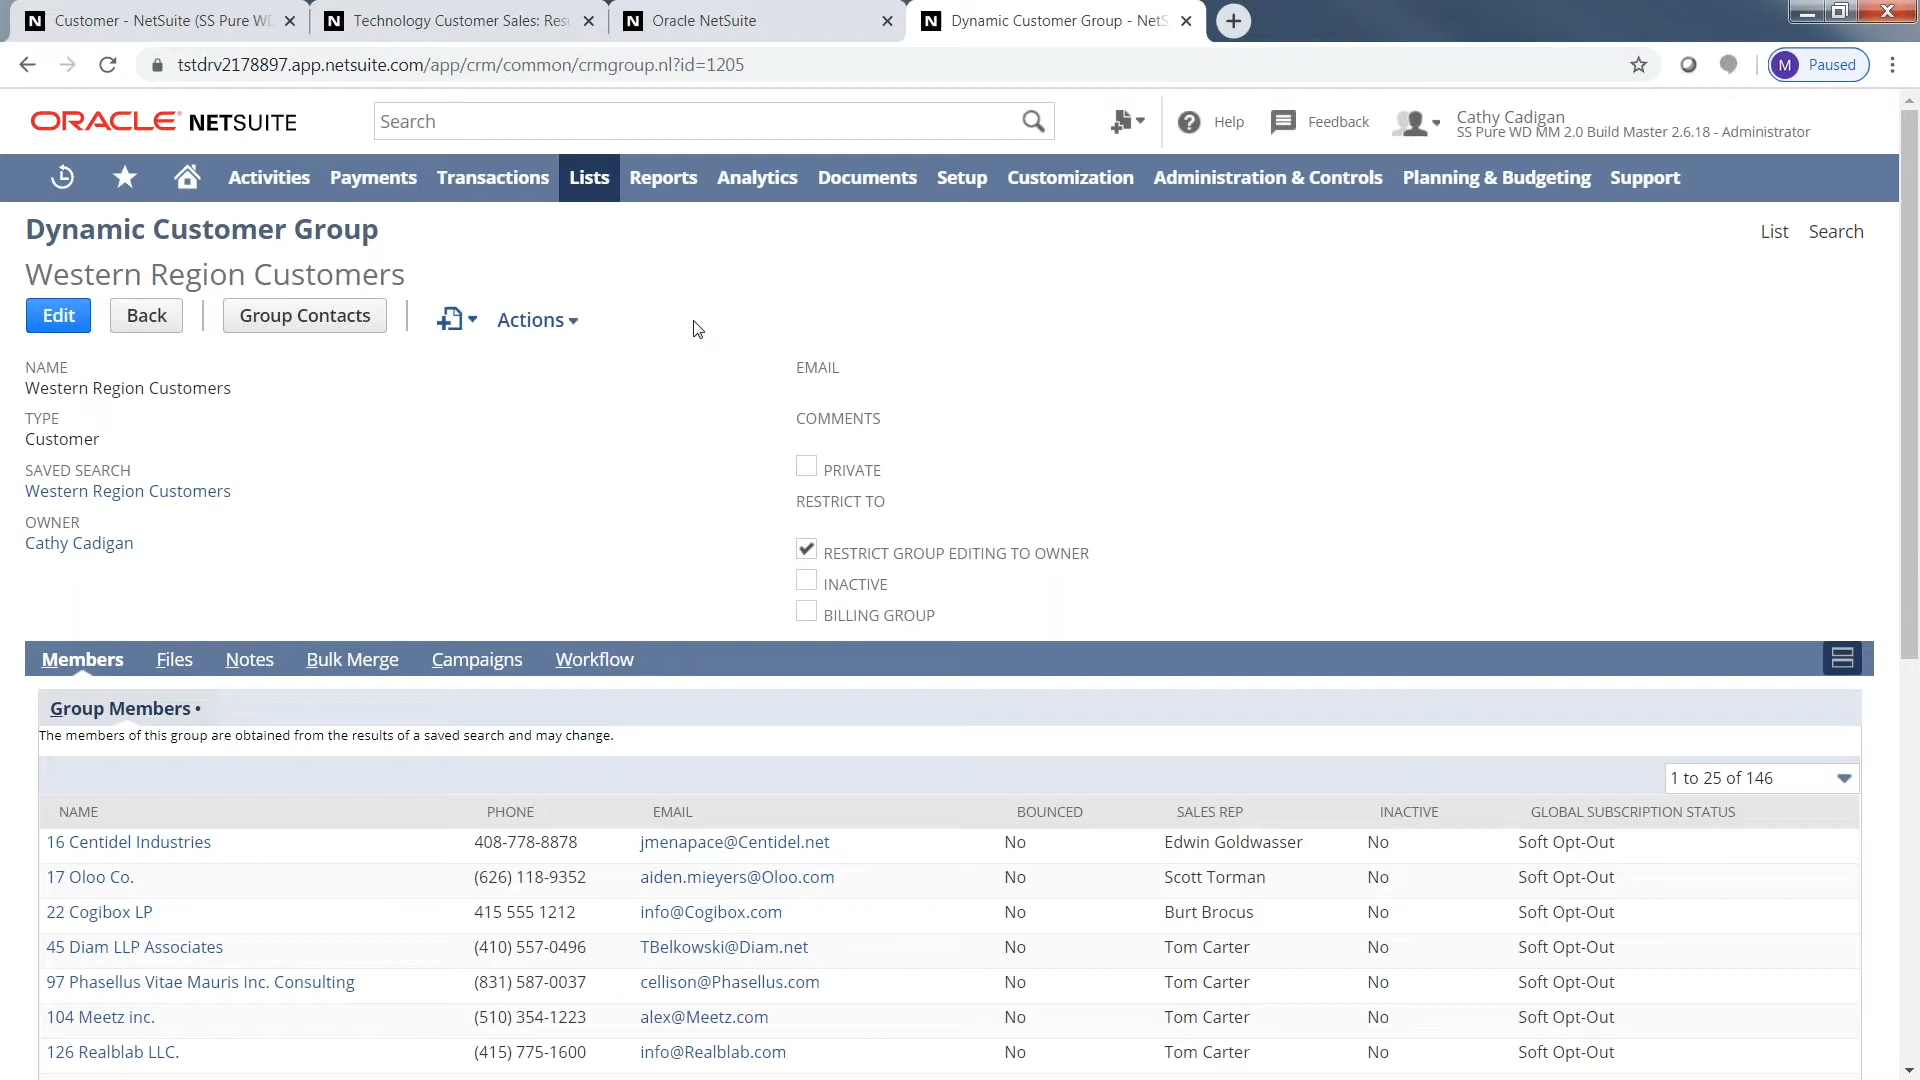 Customer - NetSuite (SS Pure WD
Technology Customer Sales: Resu
Oracle NetSuite
Dynamic Customer Group - NetS
tstdrv2178897.app.netsuite.com/app/crm/common/crmgroup.nl?id=1205
M Paused
ORACLE NETSUITE
Search
Help
Feedback
Cathy Cadigan
SS Pure WD MM 2.0 Build Master 2.6.18 - Administrator
Activities Payments Transactions Lists Reports Analytics Documents Setup Customization Administration & Controls Planning & Budgeting Support
Dynamic Customer Group
List Search
Western Region Customers
Edit Back Group Contacts Actions
NAME
Western Region Customers
TYPE
Customer
SAVED SEARCH
Western Region Customers
OWNER
Cathy Cadigan
EMAIL
COMMENTS
PRIVATE
RESTRICT TO
RESTRICT GROUP EDITING TO OWNER
INACTIVE
BILLING GROUP
Members Files Notes Bulk Merge Campaigns Workflow
Group Members •
The members of this group are obtained from the results of a saved search and may change.
1 to 25 of 146
NAME PHONE EMAIL BOUNCED SALES REP INACTIVE GLOBAL SUBSCRIPTION STATUS
16 Centidel Industries 408-778-8878 jmenapace@Centidel.net No Edwin Goldwasser No Soft Opt-Out
17 Oloo Co. (626) 118-9352 aiden.mieyers@Oloo.com No Scott Torman No Soft Opt-Out
22 Cogibox LP 415 555 1212 info@Cogibox.com No Burt Brocus No Soft Opt-Out
45 Diam LLP Associates (410) 557-0496 TBelkowski@Diam.net No Tom Carter No Soft Opt-Out
97 Phasellus Vitae Mauris Inc. Consulting (831) 587-0037 cellison@Phasellus.com No Tom Carter No Soft Opt-Out
104 Meetz inc. (510) 354-1223 alex@Meetz.com No Tom Carter No Soft Opt-Out
126 Realblab LLC. (415) 775-1600 info@Realblab.com No Tom Carter No Soft Opt-Out